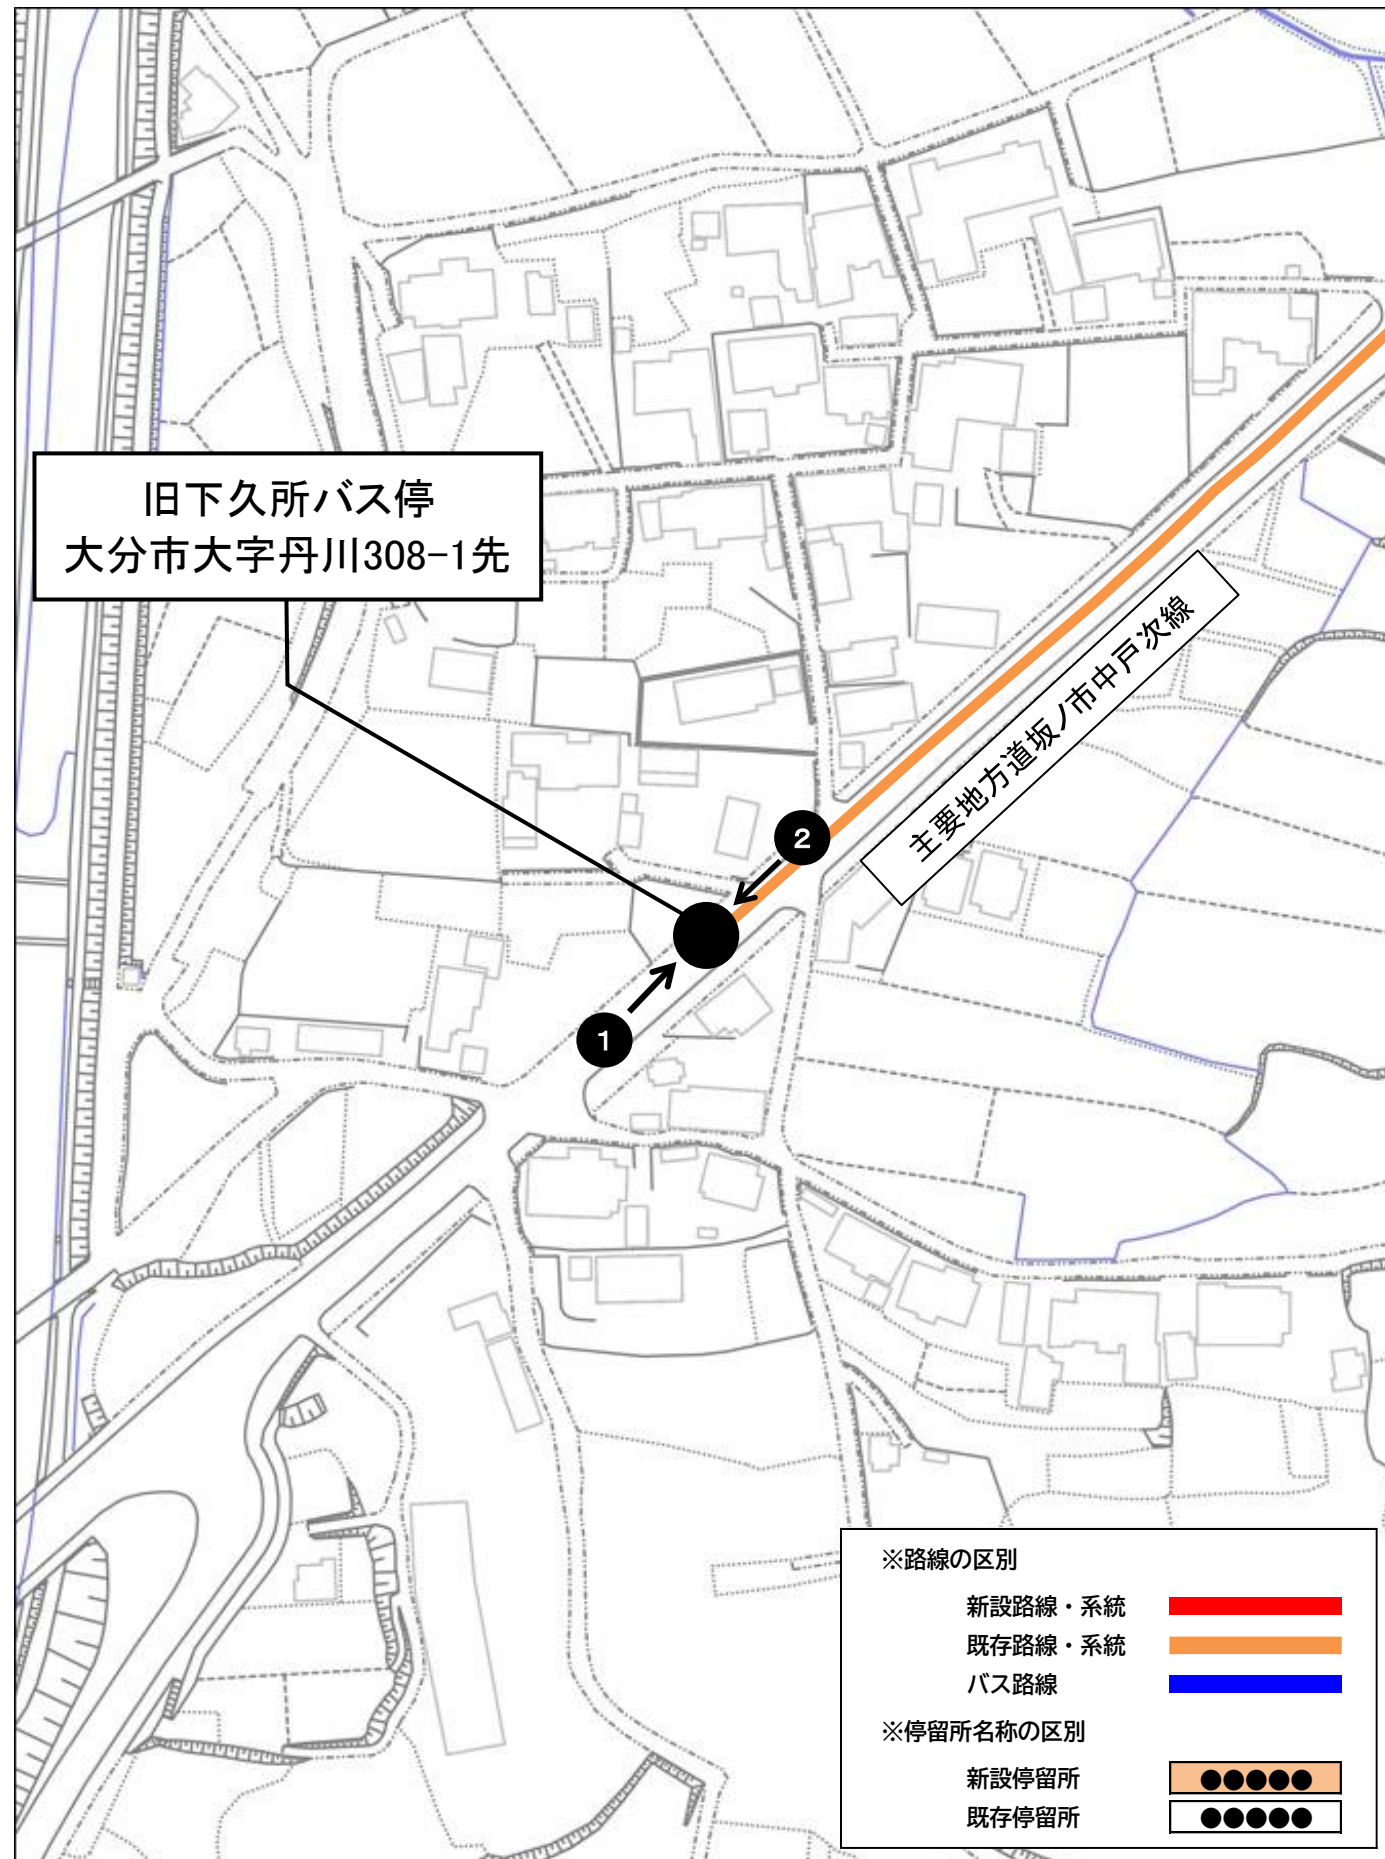 旧下久所バス停
大分市大字丹川308-1先
主要地方道坂ノ市中戸次線
2
1
※路線の区別
新設路線・系統
既存路線・系統
バス路線
※停留所名称の区別
新設停留所 ●●●●●
既存停留所 ●●●●●